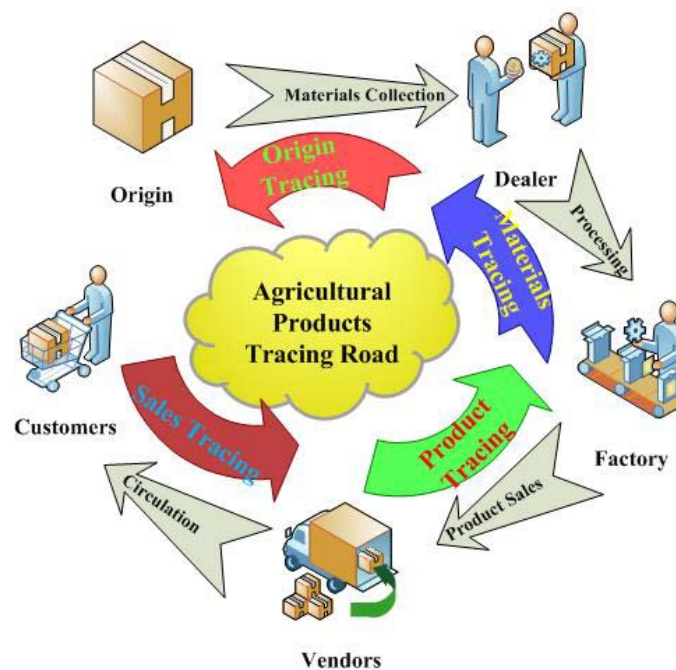 Materials Collection
Origin
Tracing
Origin
Dealer
Materials
Tracing
Processing
Agricultural
Products
Tracing Road
Customers
Sales Tracing
Product
Tracing
Factory
Circulation
Product Sales
Vendors